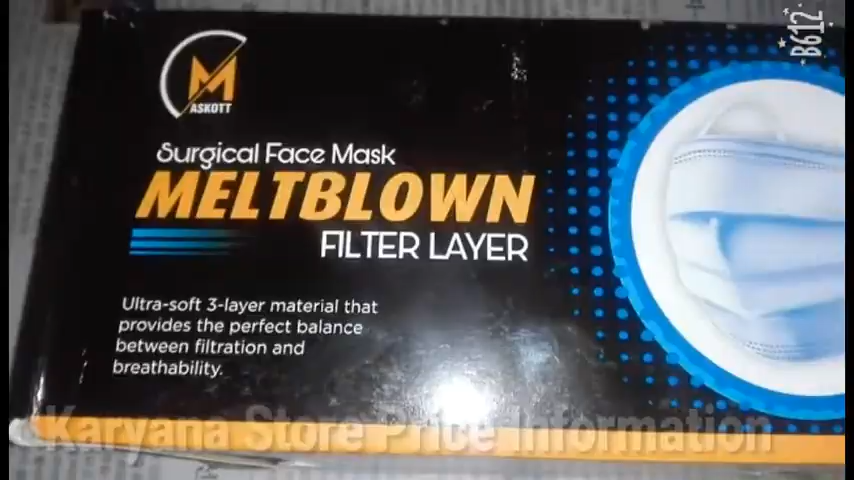 B612
M
ASKOTT
Surgical Face Mask
MELTBLOWN
FILTER LAYER
Ultra-soft 3-layer material that
provides the perfect balance
between filtration and
breathability.
Karyana Store Price Information